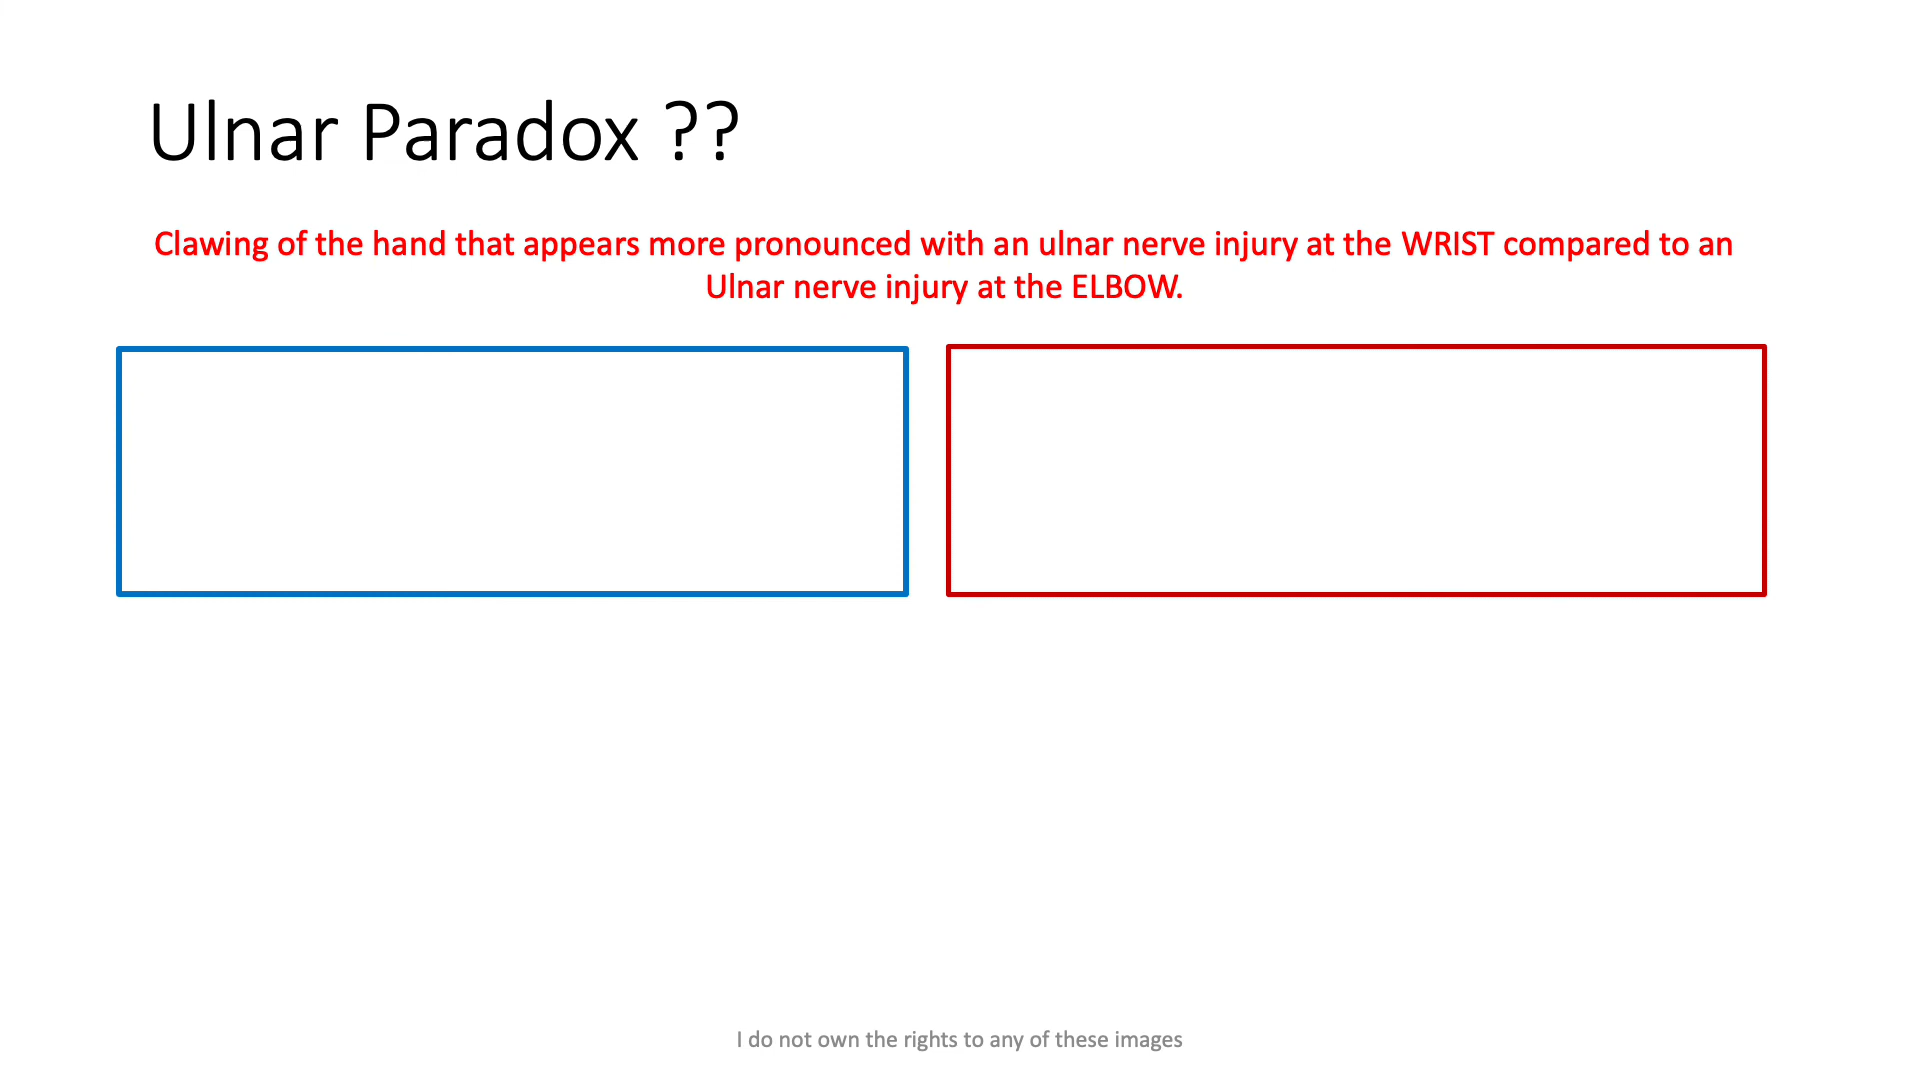 Ulnar Paradox ??
Clawing of the hand that appears more pronounced with an ulnar nerve injury at the WRIST compared to an
Ulnar nerve injury at the ELBOW.
I do not own the rights to any of these images